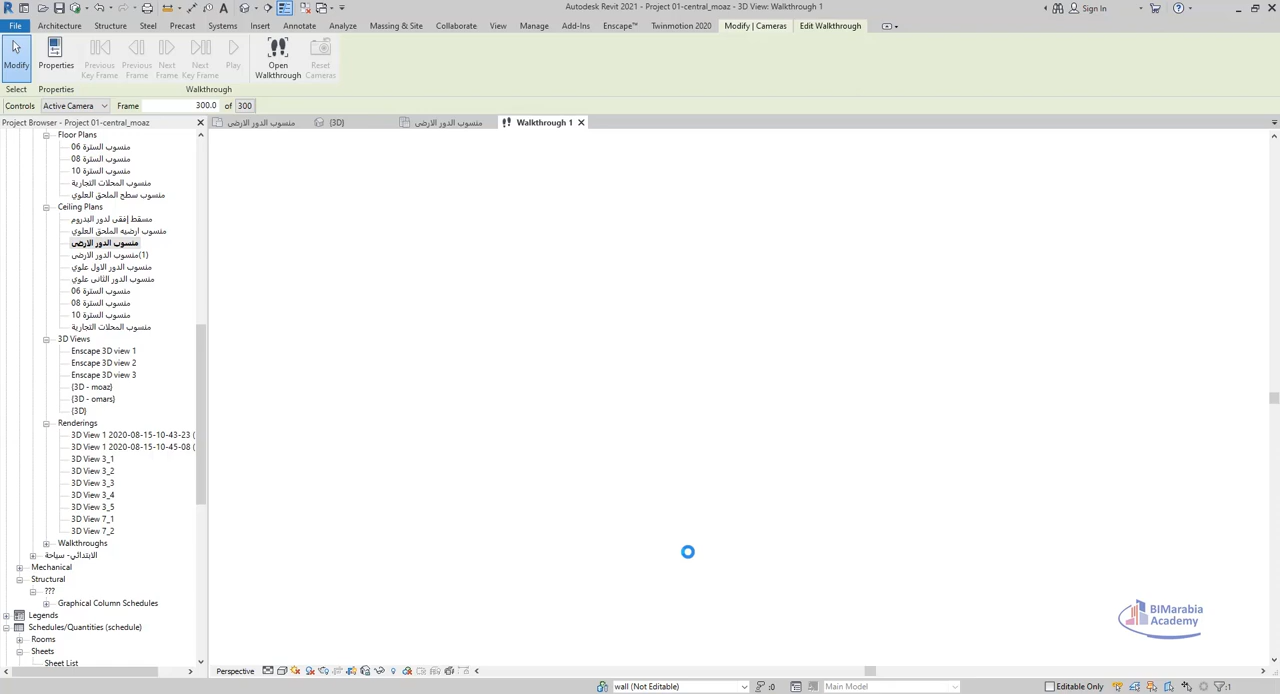 Autodesk Revit 2021 - Project 01-central_moaz - 3D View: Walkthrough 1
Sign In
File Architecture Structure Steel Precast Systems Insert Annotate Analyze Massing & Site Collaborate View Manage Add-Ins Enscape™ Twinmotion 2020 Modify | Cameras Edit Walkthrough
Modify Properties Previous Key Frame Previous Frame Next Frame Next Key Frame Play Open Walkthrough Reset Cameras
Select Properties Walkthrough
Controls Active Camera Frame 300.0 of 300
Project Browser - Project 01-central_moaz
منسوب الدور الارضى {3D} منسوب الدور الارضى Walkthrough 1
Floor Plans
منسوب السترة 06
منسوب السترة 08
منسوب السترة 10
منسوب المحلات التجارية
منسوب سطح الملحق العلوي
Ceiling Plans
مسقط إفقى لدور البدروم
منسوب ارضيه الملحق العلوي
منسوب الدور الارضى
منسوب الدور الارضى(1)
منسوب الدور الاول علوي
منسوب الدور الثانى علوي
منسوب السترة 06
منسوب السترة 08
منسوب السترة 10
منسوب المحلات التجارية
3D Views
Enscape 3D view 1
Enscape 3D view 2
Enscape 3D view 3
{3D - moaz}
{3D - omars}
{3D}
Renderings
3D View 1 2020-08-15-10-43-23 (
3D View 1 2020-08-15-10-45-08 (
3D View 3_1
3D View 3_2
3D View 3_3
3D View 3_4
3D View 3_5
3D View 7_1
3D View 7_2
Walkthroughs
الابتدائي- سياحة
Mechanical
Structural
???
Graphical Column Schedules
Legends
Schedules/Quantities (schedule)
Rooms
Sheets
Sheet List
BIMarabia
Academy
Perspective
wall (Not Editable) :0 Main Model Editable Only :1